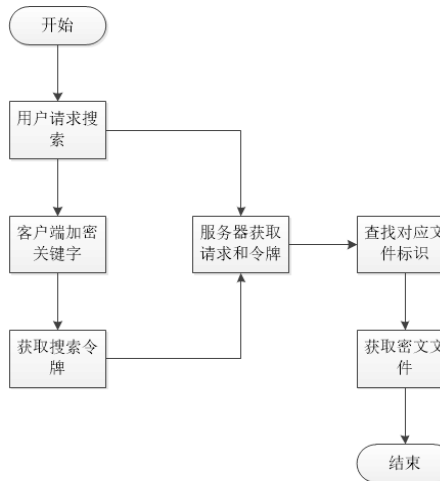 开始
用户请求搜
索
客户端加密
关键字
获取搜索令
牌
服务器获取
请求和令牌
查找对应文
件标识
获取密文文
件
结束